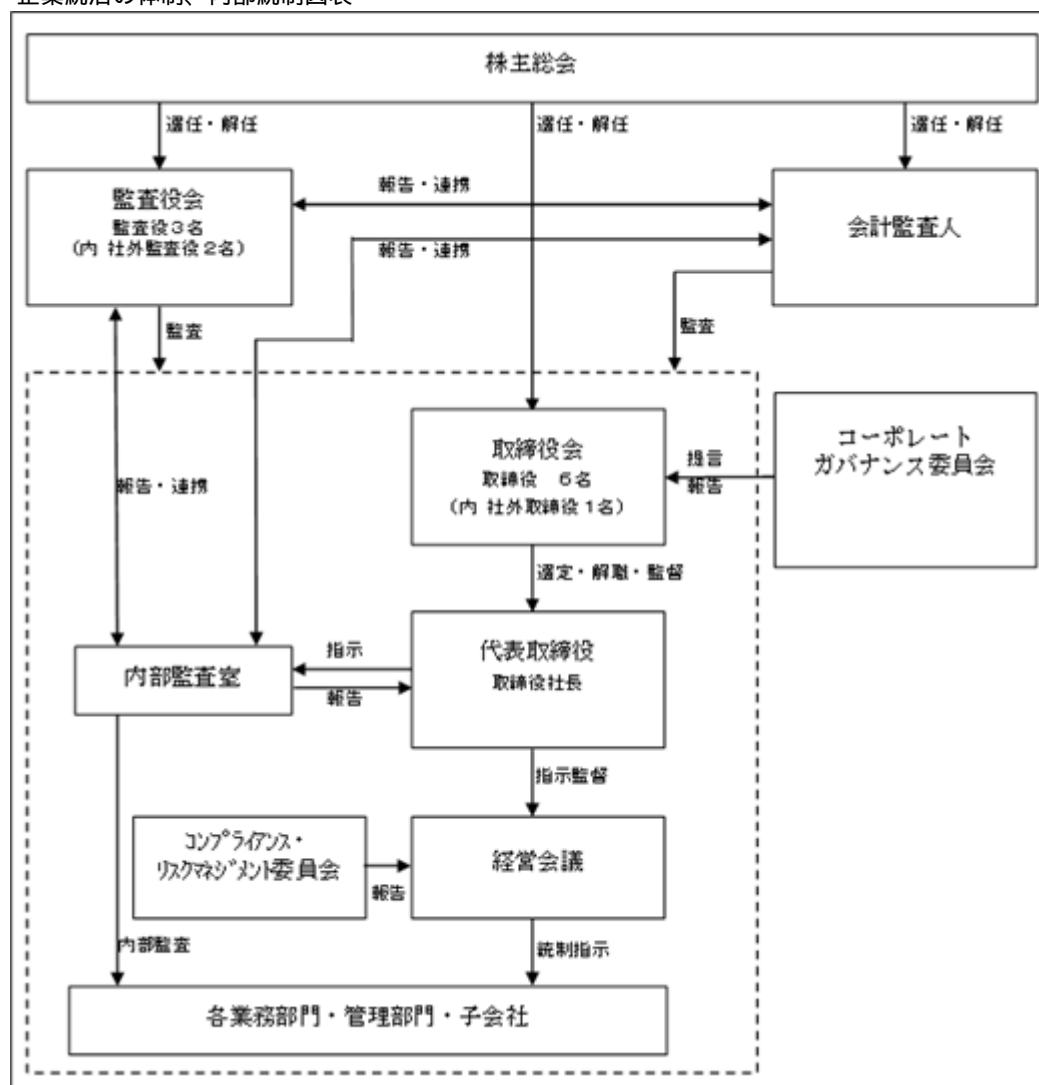 企業統治の体制、内部統制図表
株主総会
選任・解任
選任・解任
選任・解任
監査役会
監査役3名
(内 社外監査役2名)
報告・連携
報告・連携
会計監査人
監査
監査
取締役会
取締役 6名
(内 社外取締役1名)
提言
報告
コーポレート
ガバナンス委員会
報告・連携
選定・解職・監督
内部監査室
指示
報告
代表取締役
取締役社長
指示監督
コンプライアンス・
リスクマネジメント委員会
報告
経営会議
内部監査
統制指示
各業務部門・管理部門・子会社